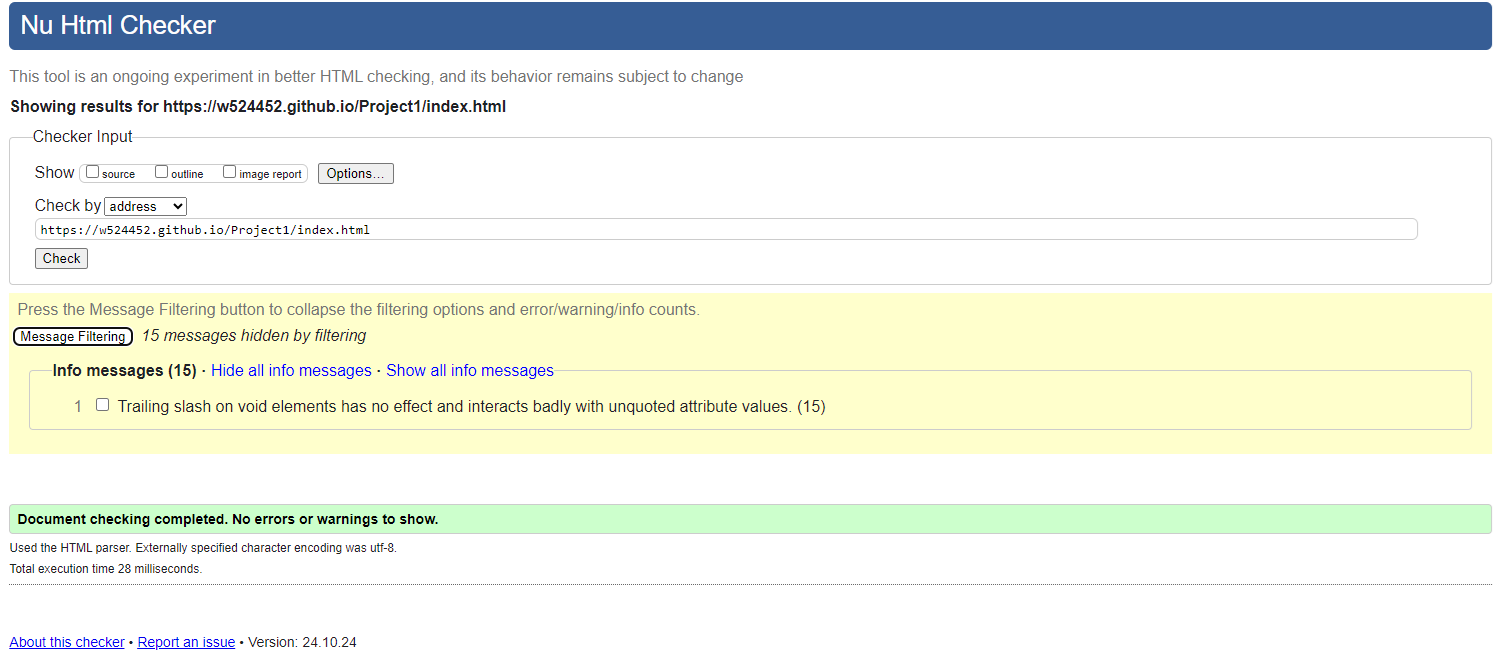 Nu Html Checker
This tool is an ongoing experiment in better HTML checking, and its behavior remains subject to change
Showing results for https://w524452.github.io/Project1/index.html
Checker Input
Show source outline image report Options...
Check by address
https://w524452.github.io/Project1/index.html
Check
Press the Message Filtering button to collapse the filtering options and error/warning/info counts.
Message Filtering 15 messages hidden by filtering
Info messages (15) · Hide all info messages · Show all info messages
1 Trailing slash on void elements has no effect and interacts badly with unquoted attribute values. (15)
Document checking completed. No errors or warnings to show.
Used the HTML parser. Externally specified character encoding was utf-8.
Total execution time 28 milliseconds.
About this checker • Report an issue • Version: 24.10.24